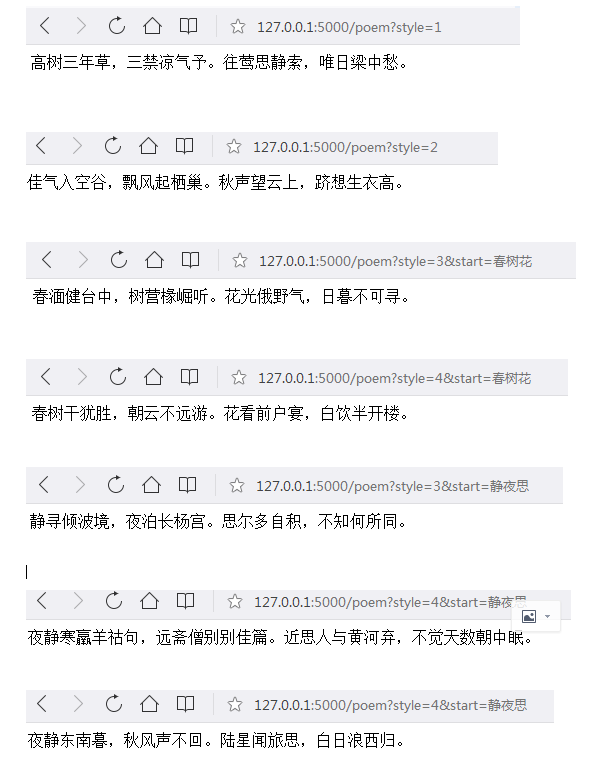 127.0.0.1:5000/poem?style=1
高树三年草，三禁凉气予。往莺思静索，唯日梁中愁。
127.0.0.1:5000/poem?style=2
佳气入空谷，飘风起栖巢。秋声望云上，跻想生衣高。
127.0.0.1:5000/poem?style=3&start=春树花
春湎健台中，树营椽崛听。花光俄野气，日暮不可寻。
127.0.0.1:5000/poem?style=4&start=春树花
春树干犹胜，朝云不远游。花看前户宴，白饮半开楼。
127.0.0.1:5000/poem?style=3&start=静夜思
静寻倾波境，夜泊长杨宫。思尔多自积，不知何所同。
127.0.0.1:5000/poem?style=4&start=静夜思
夜静寒羸羊祜句，远斋僧别别佳篇。近思人与黄河弃，不觉天数朝中眠。
127.0.0.1:5000/poem?style=4&start=静夜思
夜静东南暮，秋风声不回。陆星闻旅思，白日浪西归。